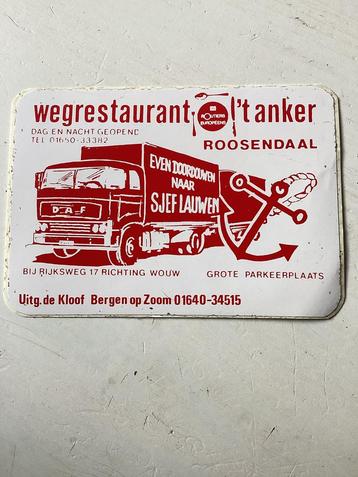 wegrestaurant 't anker
ROUTIERS
EUROPÉENS
DAG EN NACHT GEOPEND
TEL 01650-33382
ROOSENDAAL
EVEN DOORDOUWEN
NAAR
SJEF LAUWEN
DAF
BIJ RIJKSWEG 17 RICHTING WOUW
GROTE PARKEERPLAATS
Uitg. de Kloof Bergen op Zoom 01640-34515